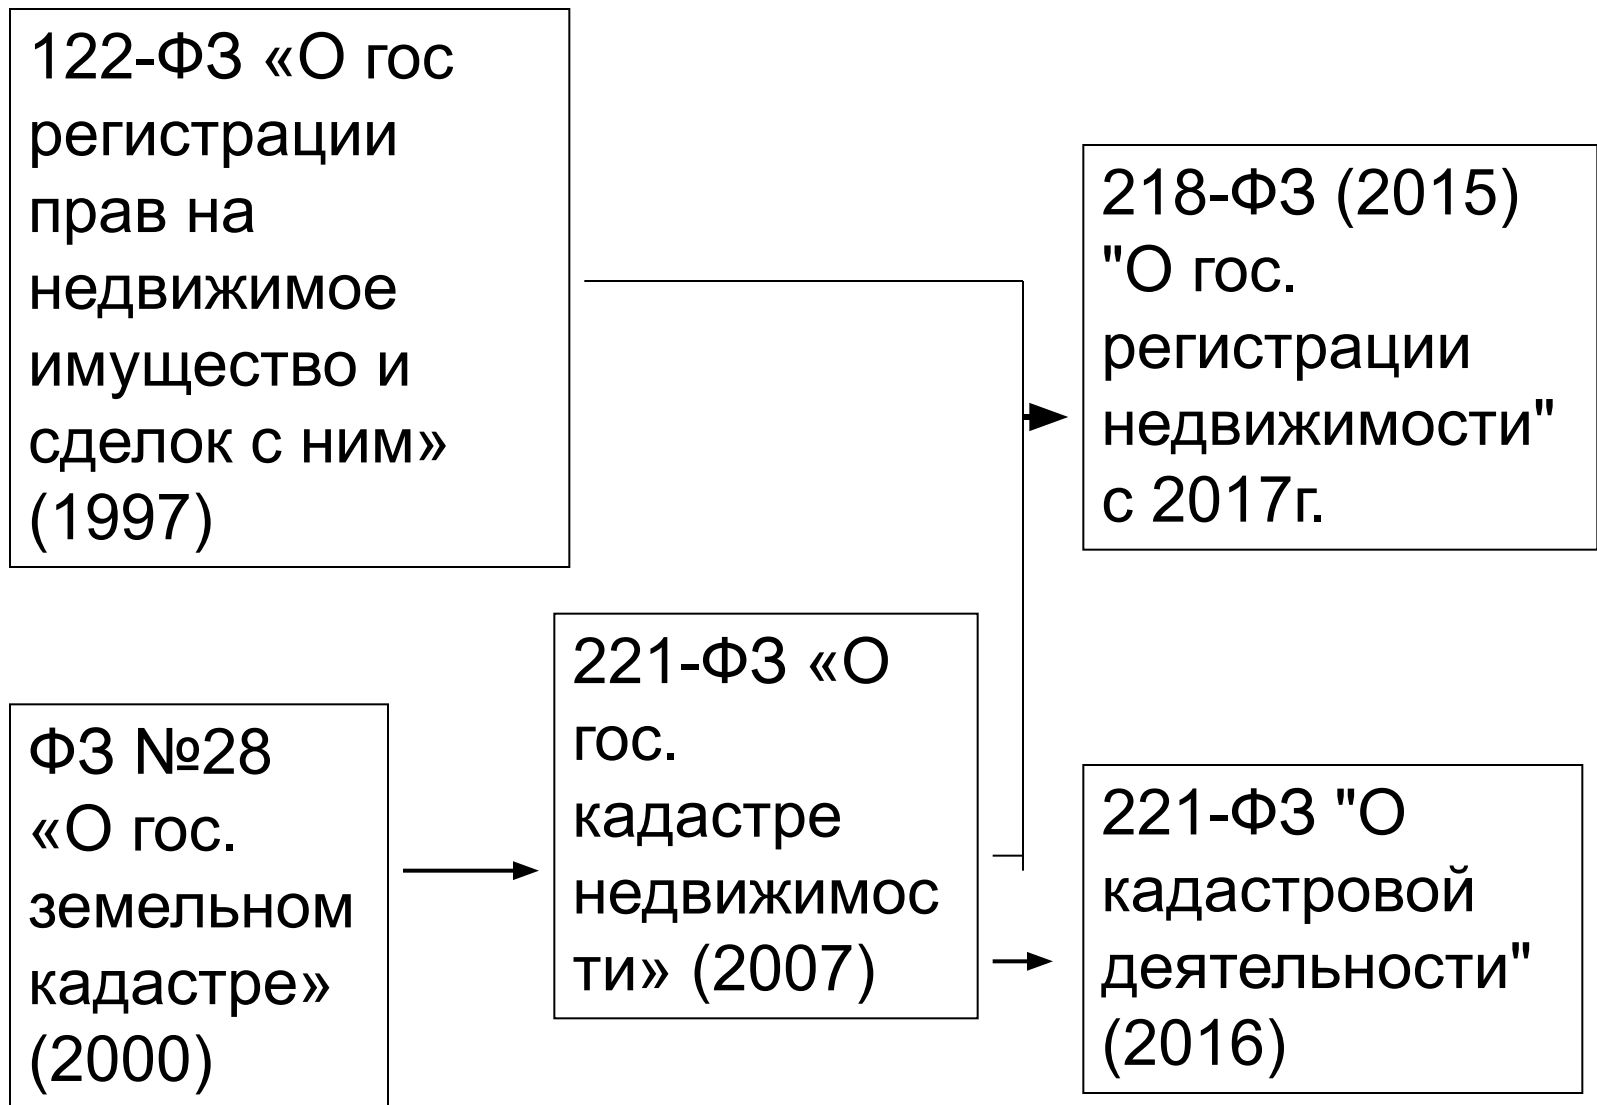 122-ФЗ «О гос
регистрации
прав на
недвижимое
имущество и
сделок с ним»
(1997)
218-ФЗ (2015)
"О гос.
регистрации
недвижимости"
с 2017г.
ФЗ №28
«О гос.
земельном
кадастре»
(2000)
221-ФЗ «О
гос.
кадастре
недвижимос
ти» (2007)
221-ФЗ "О
кадастровой
деятельности"
(2016)